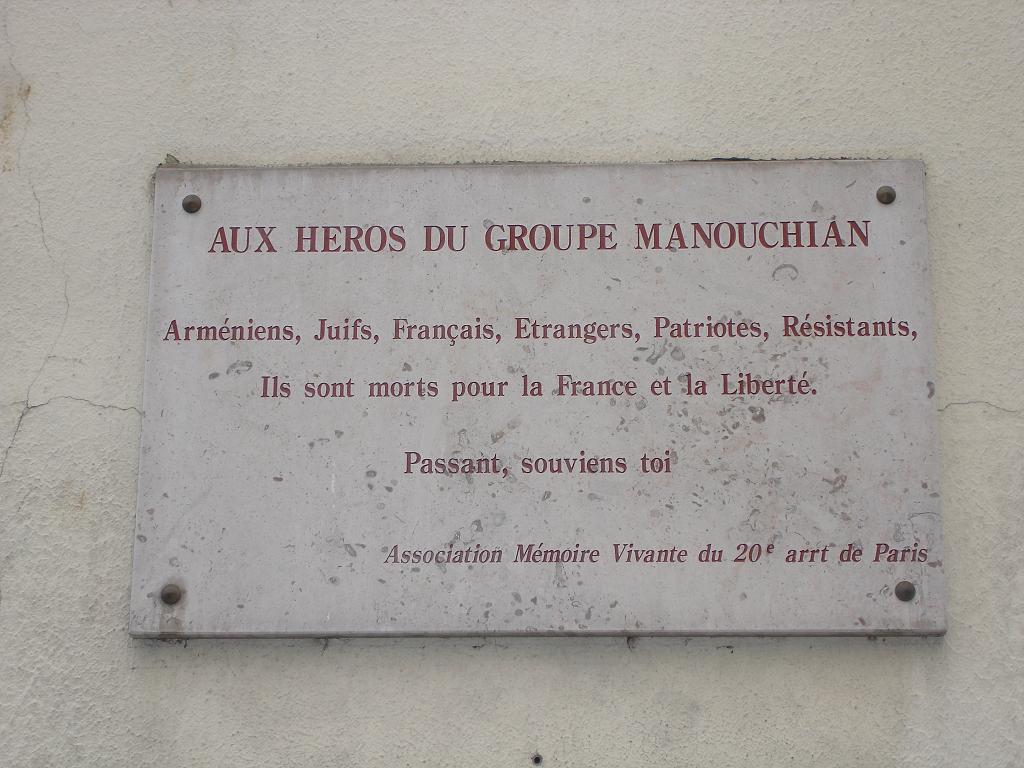 AUX HEROS DU GROUPE MANOUCHIAN
Arméniens, Juifs, Français, Etrangers, Patriotes, Résistants,
Ils sont morts pour la France et la Liberté.
Passant, souviens toi
Association Mémoire Vivante du 20e arrt de Paris